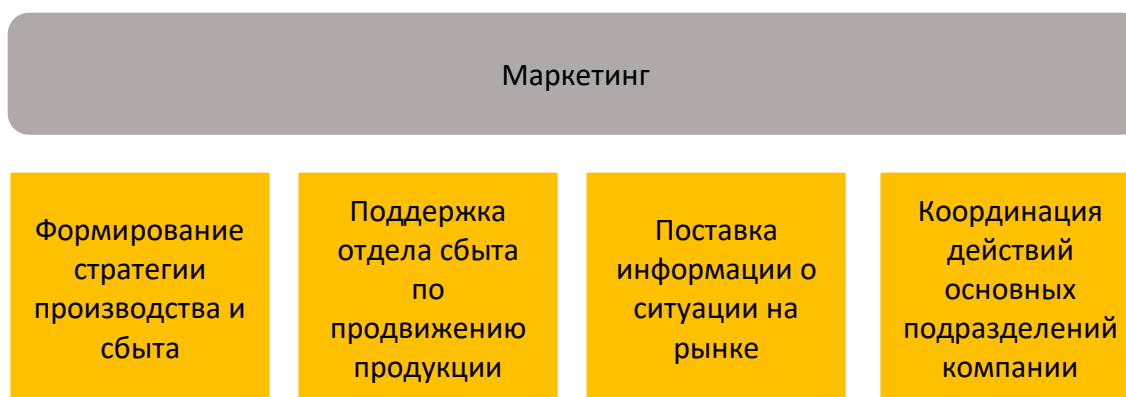 Маркетинг
Формирование
стратегии
производства и
сбыта
Поддержка
отдела сбыта
по
продвижению
продукции
Поставка
информации о
ситуации на
рынке
Координация
действий
основных
подразделений
компании